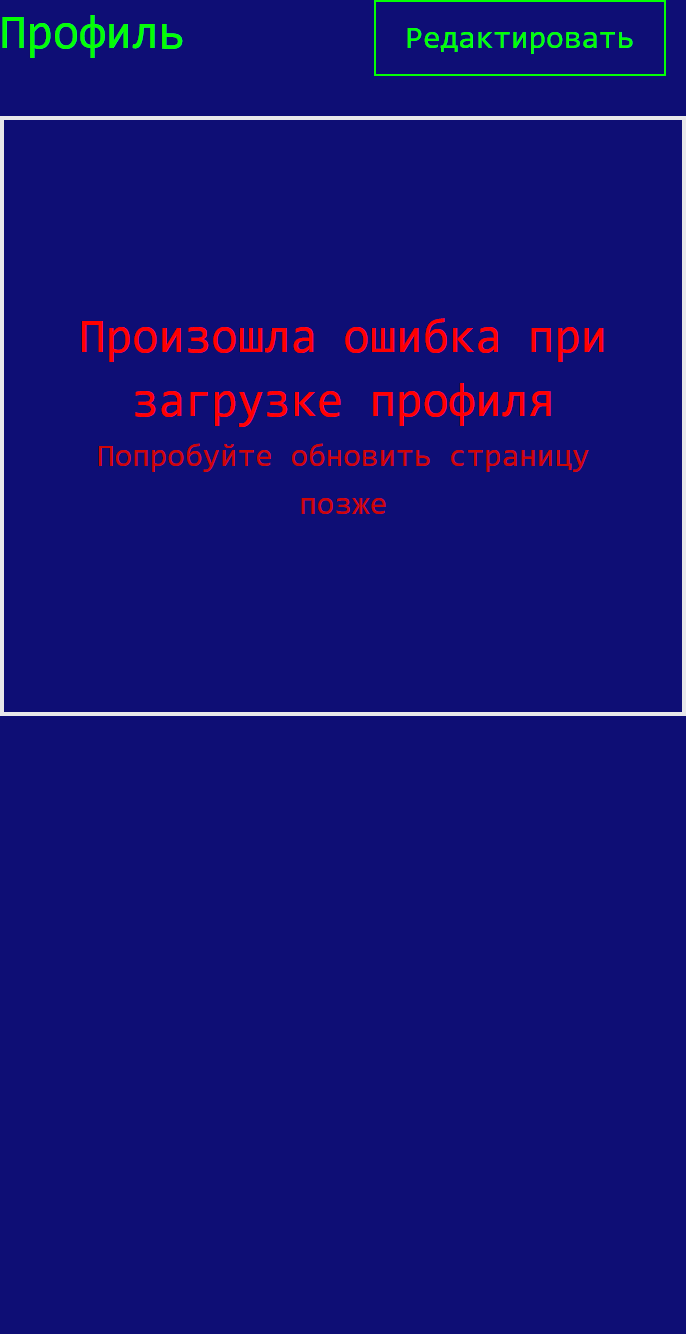 Профиль
Редактировать
Произошла ошибка при
загрузке профиля
Попробуйте обновить страницу
позже